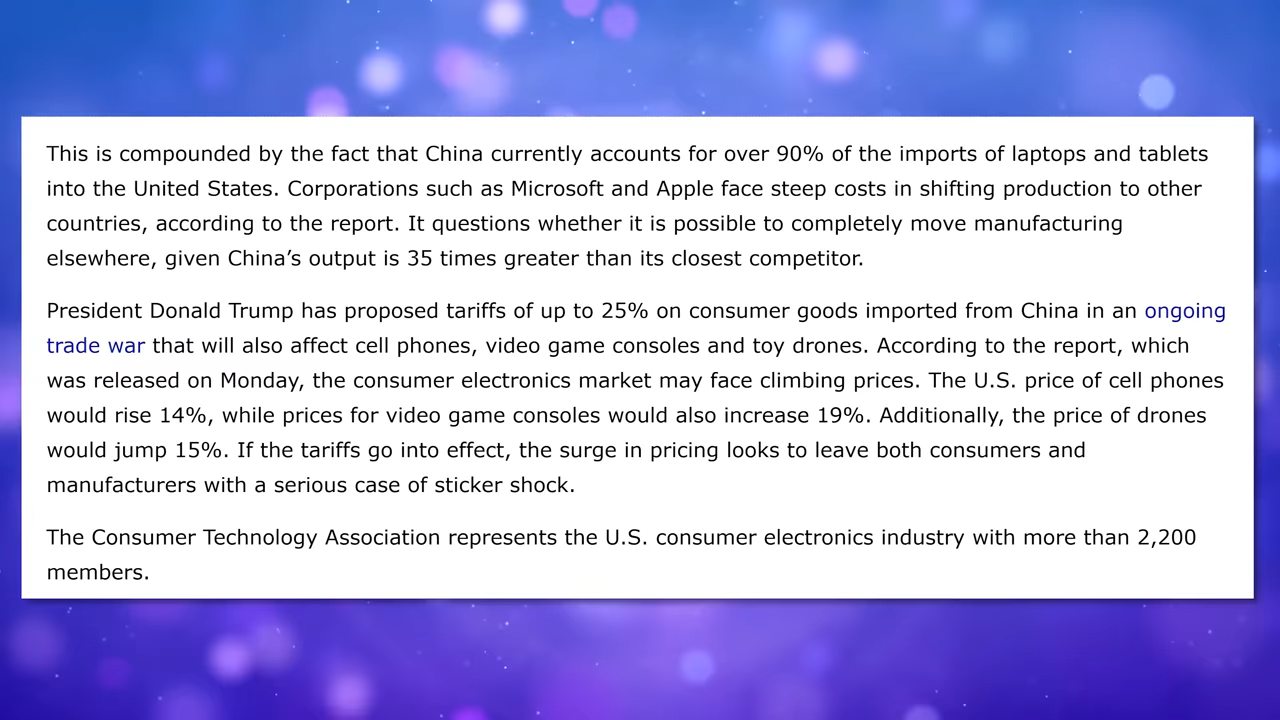 This is compounded by the fact that China currently accounts for over 90% of the imports of laptops and tablets
into the United States. Corporations such as Microsoft and Apple face steep costs in shifting production to other
countries, according to the report. It questions whether it is possible to completely move manufacturing
elsewhere, given China’s output is 35 times greater than its closest competitor.
President Donald Trump has proposed tariffs of up to 25% on consumer goods imported from China in an ongoing
trade war that will also affect cell phones, video game consoles and toy drones. According to the report, which
was released on Monday, the consumer electronics market may face climbing prices. The U.S. price of cell phones
would rise 14%, while prices for video game consoles would also increase 19%. Additionally, the price of drones
would jump 15%. If the tariffs go into effect, the surge in pricing looks to leave both consumers and
manufacturers with a serious case of sticker shock.
The Consumer Technology Association represents the U.S. consumer electronics industry with more than 2,200
members.